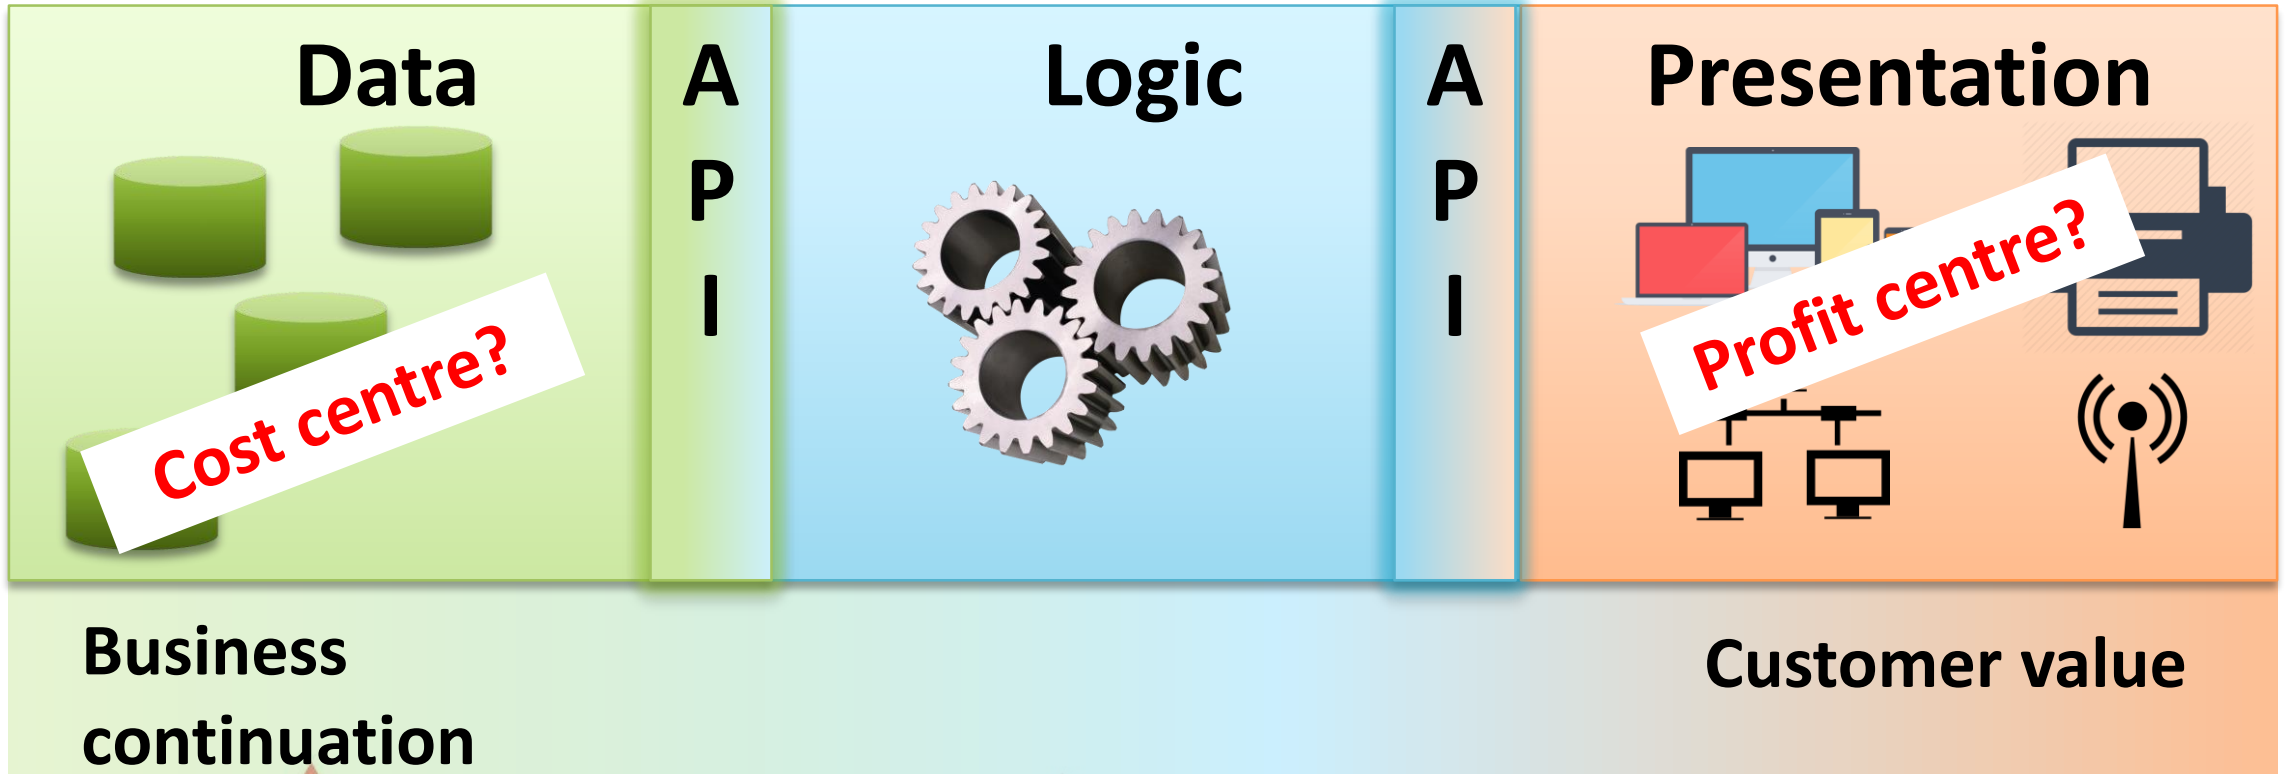 Data
A
P
I
Logic
A
P
I
Presentation
Cost centre?
Profit centre?
Business
continuation
Customer value